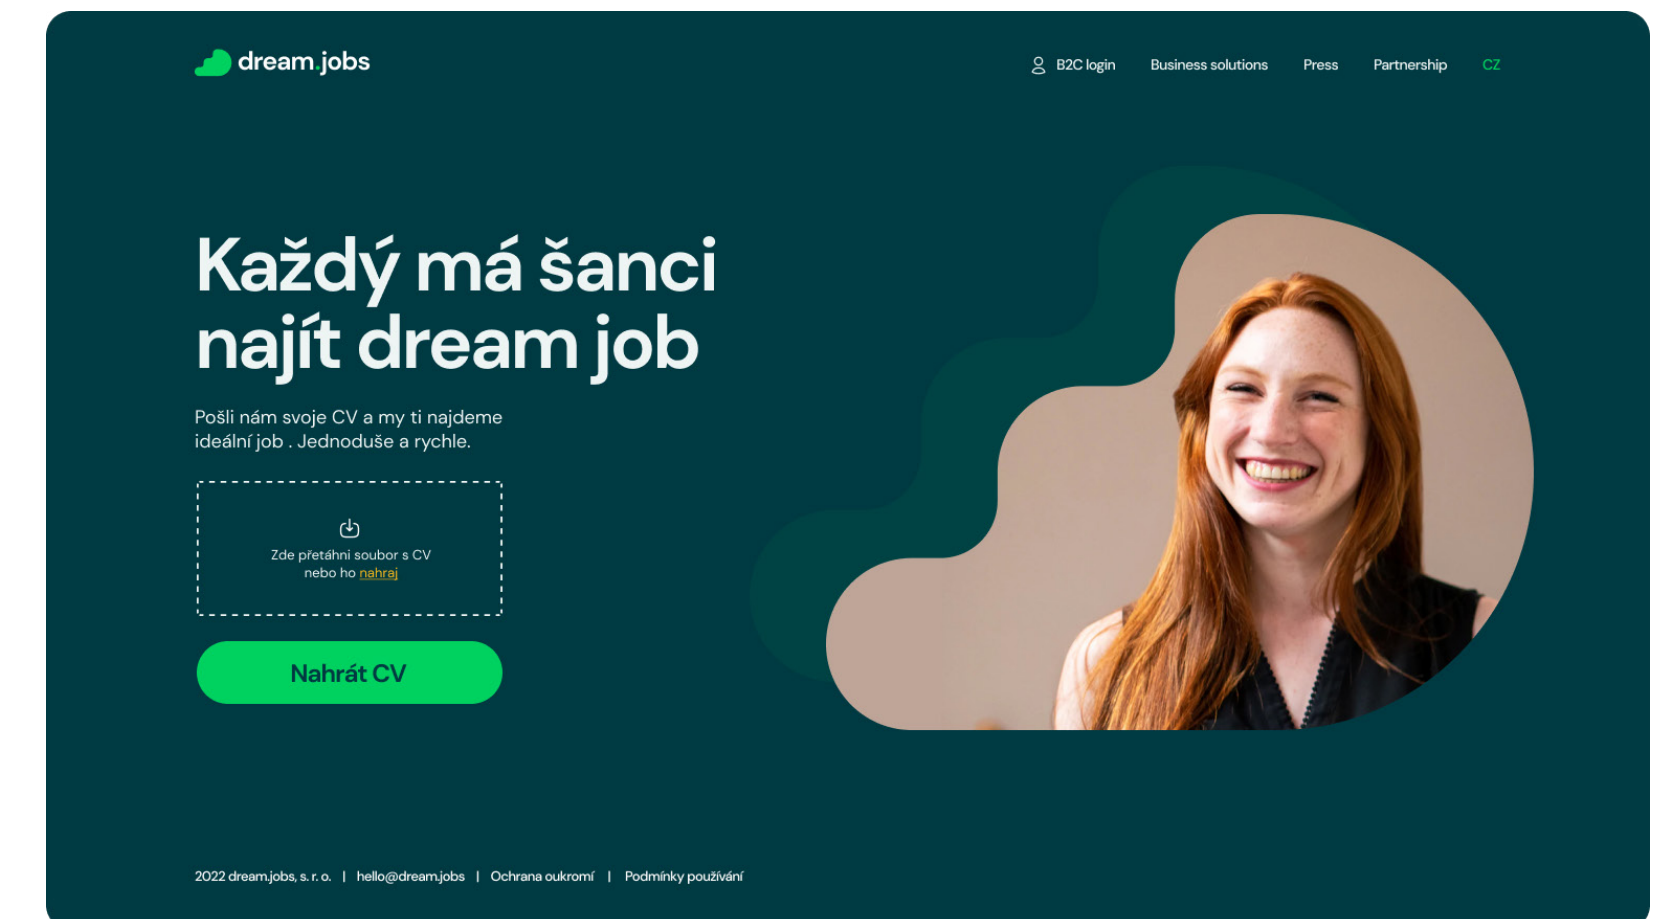 dream.jobs
B2C login
Business solutions
Press
Partnership
CZ
Každý má šanci
najít dream job
Pošli nám svoje CV a my ti najdeme
ideální job . Jednoduše a rychle.
Zde přetáhni soubor s CV
nebo ho nahraj
Nahrát CV
2022 dream.jobs, s. r. o. | hello@dream.jobs | Ochrana oukromí | Podmínky používání